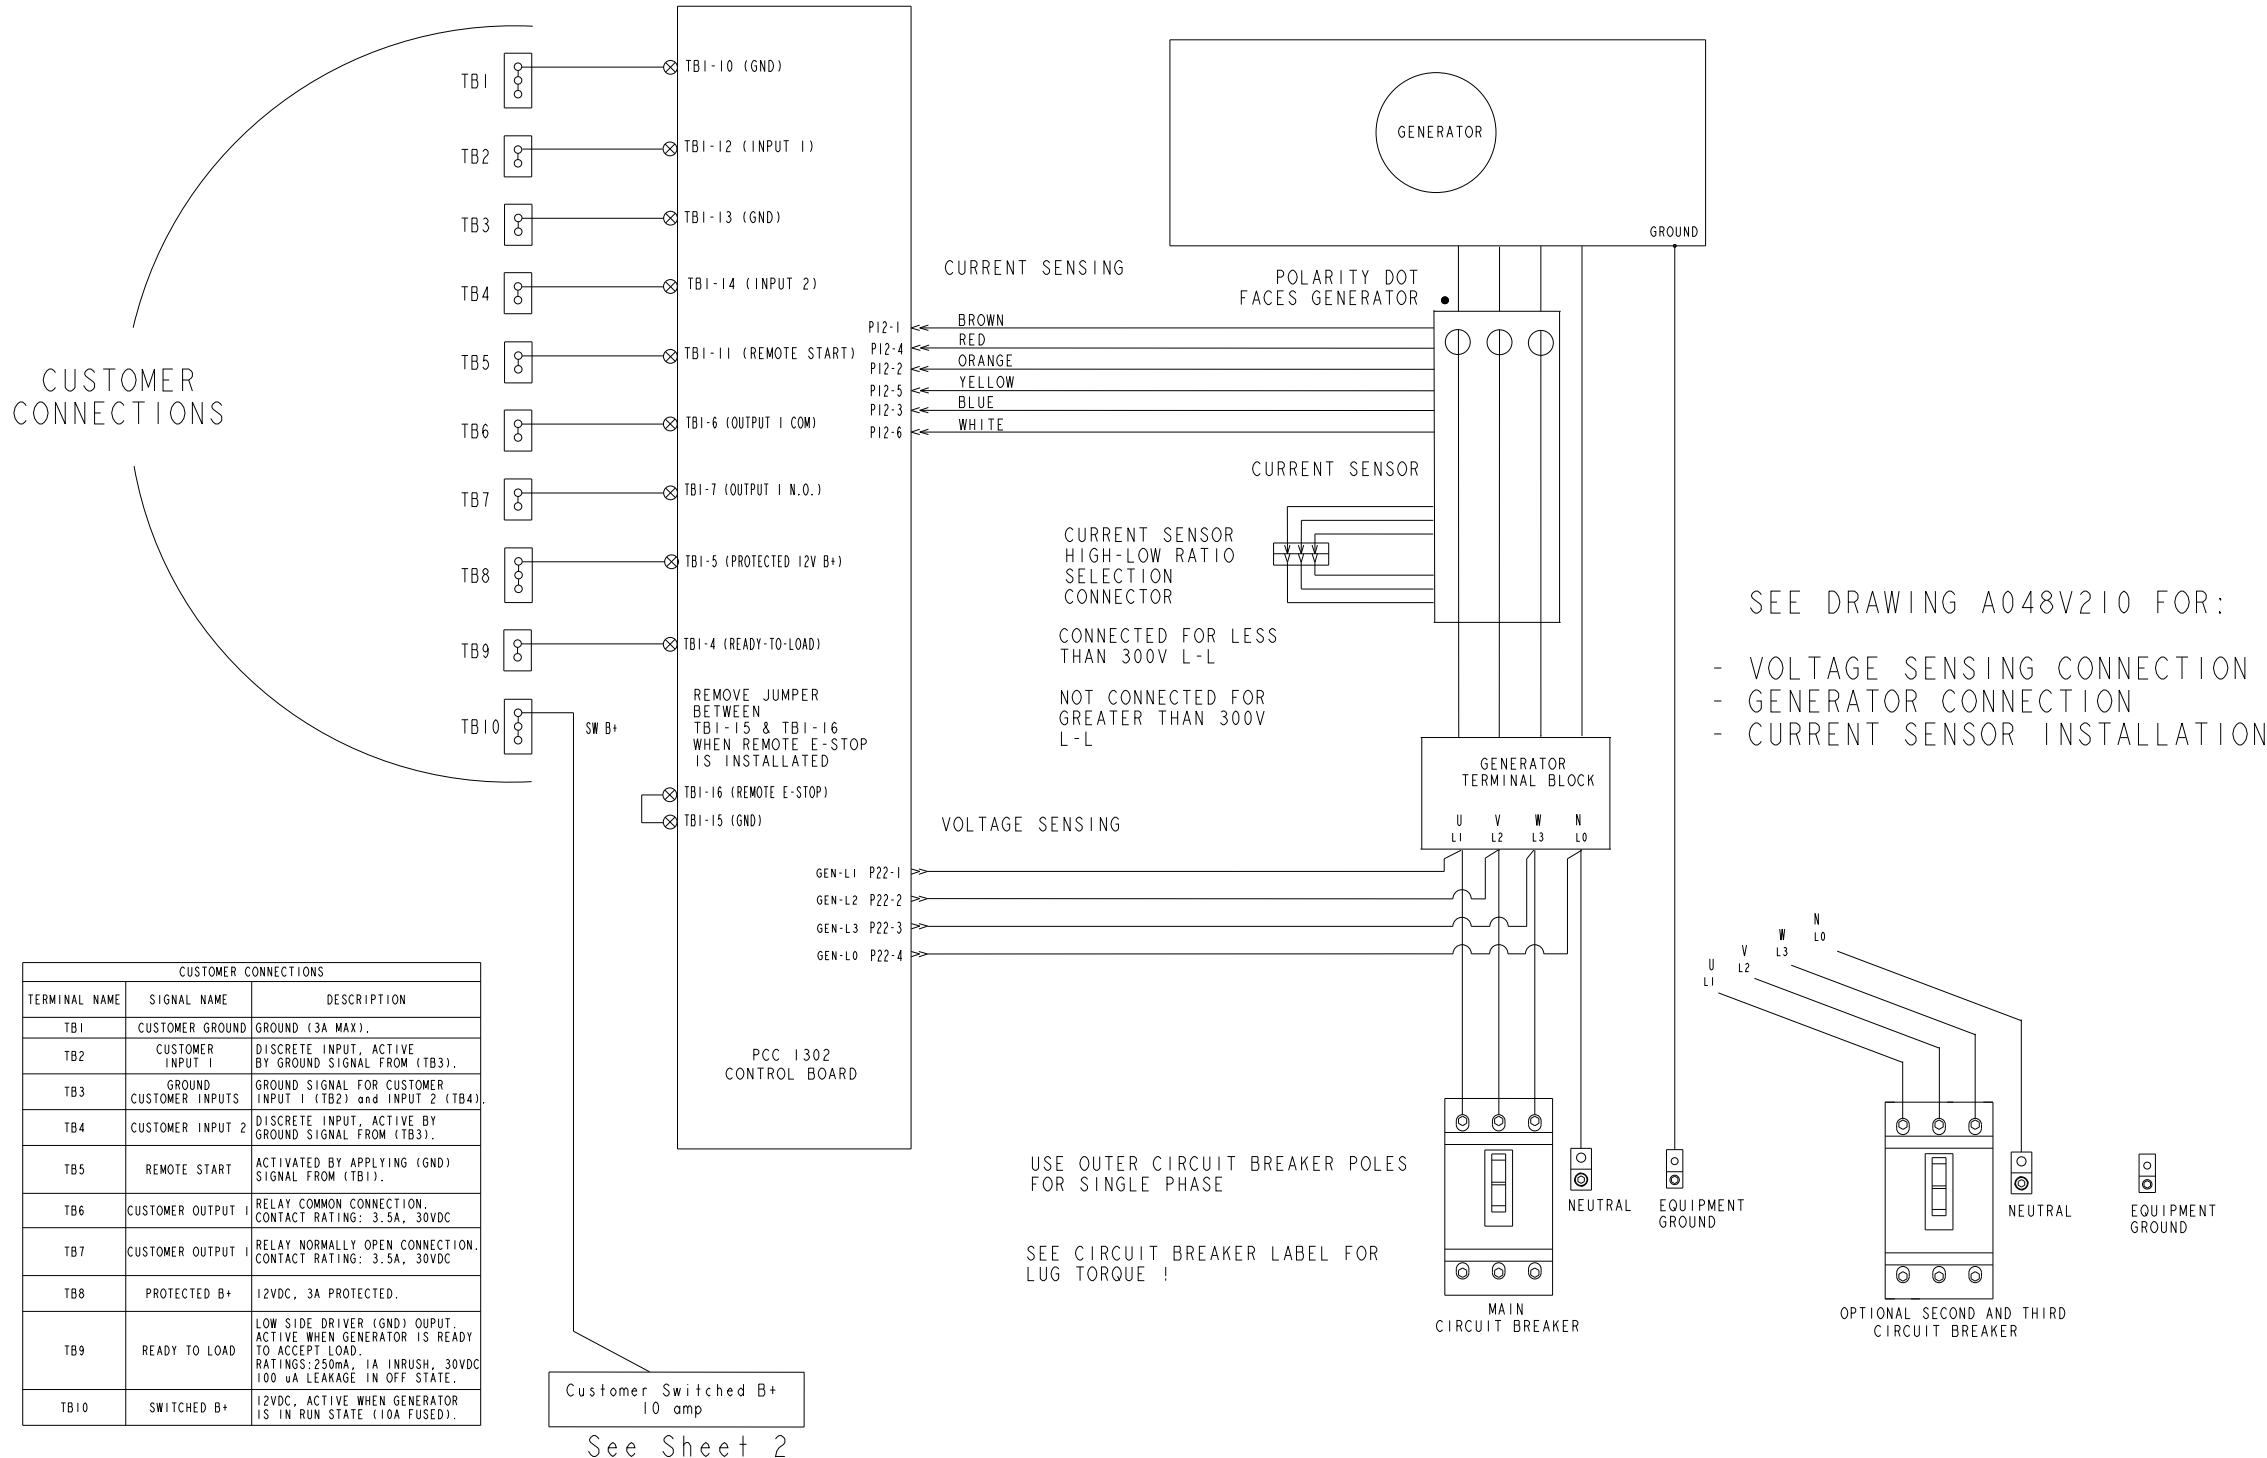 CUSTOMER
CONNECTIONS
TB1
TB2
TB3
TB4
TB5
TB6
TB7
TB8
TB9
TB10
SW B+
TB1-10 (GND)
TB1-12 (INPUT 1)
TB1-13 (GND)
TB1-14 (INPUT 2)
TB1-11 (REMOTE START)
TB1-6 (OUTPUT 1 COM)
TB1-7 (OUTPUT 1 N.O.)
TB1-5 (PROTECTED 12V B+)
TB1-4 (READY-TO-LOAD)
REMOVE JUMPER
BETWEEN
TB1-15 & TB1-16
WHEN REMOTE E-STOP
IS INSTALLATED
TB1-16 (REMOTE E-STOP)
TB1-15 (GND)
P12-1
P12-4
P12-2
P12-5
P12-3
P12-6
GEN-L1 P22-1
GEN-L2 P22-2
GEN-L3 P22-3
GEN-L0 P22-4
PCC 1302
CONTROL BOARD
CURRENT SENSING
BROWN
RED
ORANGE
YELLOW
BLUE
WHITE
GENERATOR
GROUND
POLARITY DOT
FACES GENERATOR
CURRENT SENSOR
CURRENT SENSOR
HIGH-LOW RATIO
SELECTION
CONNECTOR
CONNECTED FOR LESS
THAN 300V L-L
NOT CONNECTED FOR
GREATER THAN 300V
L-L
VOLTAGE SENSING
GENERATOR
TERMINAL BLOCK
U V W N
L1 L2 L3 L0
SEE DRAWING A048V210 FOR:
- VOLTAGE SENSING CONNECTION
- GENERATOR CONNECTION
- CURRENT SENSOR INSTALLATION
N
L0
W
L3
V
L2
U
L1
USE OUTER CIRCUIT BREAKER POLES
FOR SINGLE PHASE
SEE CIRCUIT BREAKER LABEL FOR
LUG TORQUE !
NEUTRAL
EQUIPMENT
GROUND
MAIN
CIRCUIT BREAKER
NEUTRAL
EQUIPMENT
GROUND
OPTIONAL SECOND AND THIRD
CIRCUIT BREAKER
CUSTOMER CONNECTIONS
TERMINAL NAME SIGNAL NAME DESCRIPTION
TB1 CUSTOMER GROUND GROUND (3A MAX).
TB2 CUSTOMER
INPUT 1
DISCRETE INPUT, ACTIVE
BY GROUND SIGNAL FROM (TB3).
TB3 GROUND
CUSTOMER INPUTS
GROUND SIGNAL FOR CUSTOMER
INPUT 1 (TB2) and INPUT 2 (TB4).
TB4 CUSTOMER INPUT 2
DISCRETE INPUT, ACTIVE BY
GROUND SIGNAL FROM (TB3).
TB5 REMOTE START
ACTIVATED BY APPLYING (GND)
SIGNAL FROM (TB1).
TB6 CUSTOMER OUTPUT 1
RELAY COMMON CONNECTION.
CONTACT RATING: 3.5A, 30VDC
TB7 CUSTOMER OUTPUT 1
RELAY NORMALLY OPEN CONNECTION.
CONTACT RATING: 3.5A, 30VDC
TB8 PROTECTED B+ 12VDC, 3A PROTECTED.
TB9 READY TO LOAD
LOW SIDE DRIVER (GND) OUPUT.
ACTIVE WHEN GENERATOR IS READY
TO ACCEPT LOAD.
RATINGS:250mA, 1A INRUSH, 30VDC
100 uA LEAKAGE IN OFF STATE.
TB10 SWITCHED B+
12VDC, ACTIVE WHEN GENERATOR
IS IN RUN STATE (10A FUSED).
Customer Switched B+
10 amp
See Sheet 2